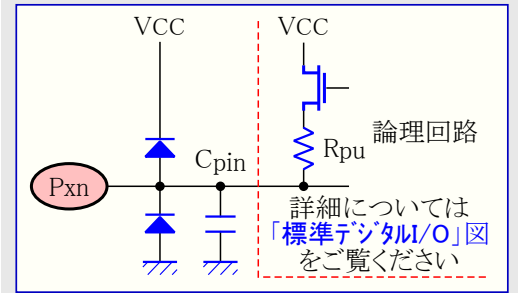 VCC
VCC
論理回路
Rpu
Cpin
Pxn
詳細については
｢標準ﾃﾞｼﾞﾀﾙI/O｣図
をご覧ください